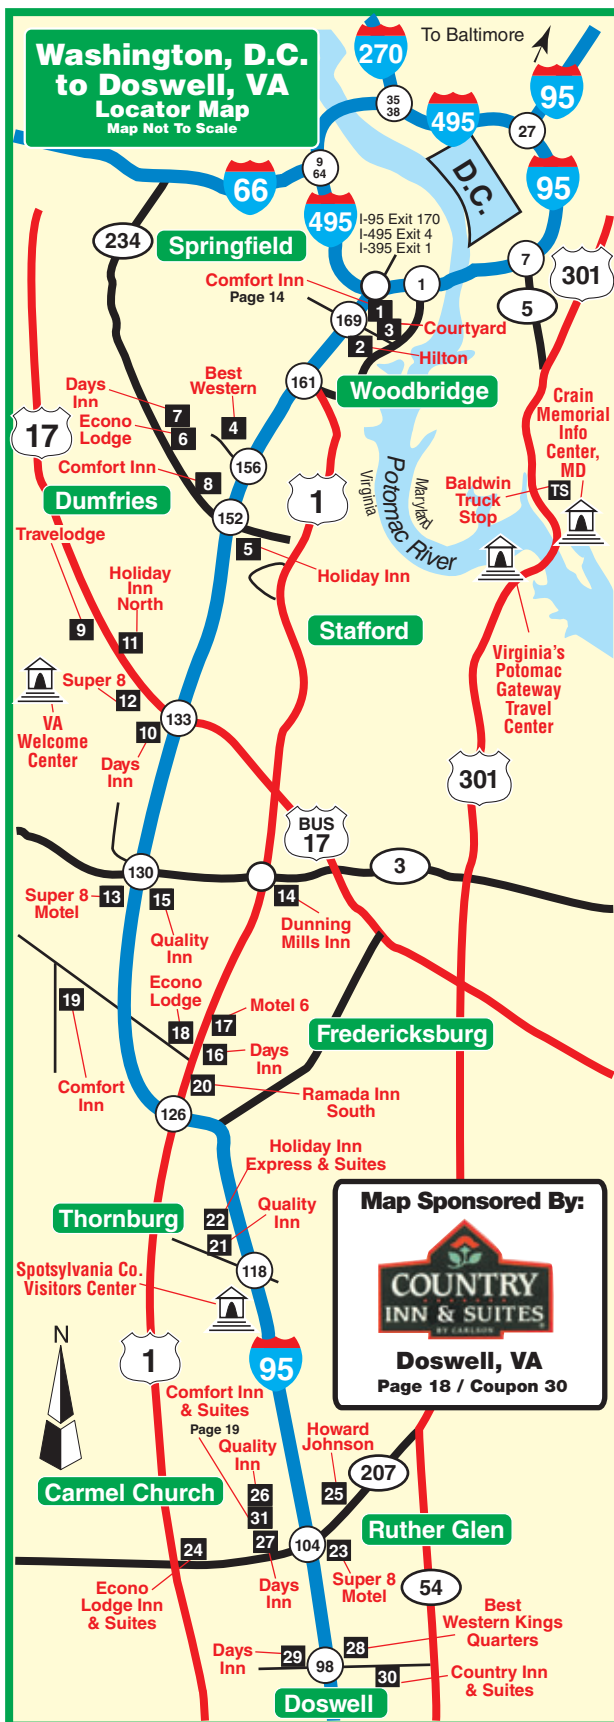 Washington, D.C.
to Doswell, VA
Locator Map
Map Not To Scale
To Baltimore
270
95
35
38
495
27
9
64
66
D.C.
95
495
I-95 Exit 170
I-495 Exit 4
I-395 Exit 1
234
Springfield
7
301
Comfort Inn
Page 14
1
1
5
169
3
Courtyard
2
Hilton
Best
Western
161
Woodbridge
Crain
Memorial
Info
Center,
MD
Days
Inn
7
4
Econo
Lodge
6
17
156
Comfort Inn
8
Potomac River
Maryland
Virginia
Baldwin
Truck
Stop
TS
Dumfries
1
152
Travelodge
5
Holiday Inn
Holiday
Inn
North
9
11
Stafford
Virginia's
Potomac
Gateway
Travel
Center
Super 8
12
VA
Welcome
Center
10
133
Days
Inn
301
BUS
17
130
3
Super 8
Motel
13
15
14
Quality
Inn
Dunning
Mills Inn
Econo
Lodge
19
18
17
Motel 6
16
Days
Inn
Fredericksburg
Comfort
Inn
20
Ramada Inn
South
126
Holiday Inn
Express & Suites
Thornburg
22
Quality
Inn
21
118
Spotsylvania Co.
Visitors Center
Map Sponsored By:
COUNTRY
INN & SUITES
BY CARLSON
Doswell, VA
Page 18 / Coupon 30
N
1
95
Comfort Inn
& Suites
Page 19
Quality
Inn
Howard
Johnson
207
Carmel Church
26
25
31
Ruther Glen
24
27
104
23
Econo
Lodge Inn
& Suites
Days
Inn
Super 8
Motel
54
Best
Western Kings
Quarters
Days
Inn
29
28
98
30
Country Inn
& Suites
Doswell